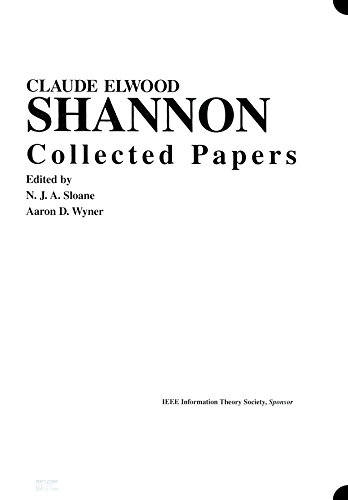 CLAUDE ELWOOD
SHANNON
Collected Papers
Edited by
N. J. A. Sloane
Aaron D. Wyner
IEEE Information Theory Society, Sponsor